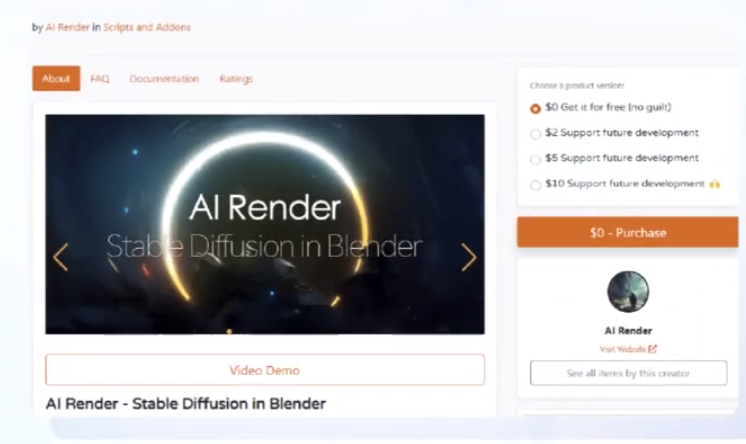 by AI Render in Scripts and Addons
About FAQ Documentation Ratings
AI Render
Stable Diffusion in Blender
Video Demo
AI Render - Stable Diffusion in Blender
Choose a product version:
$0 Get it for free (no guilt)
$2 Support future development
$5 Support future development
$10 Support future development 🙌
$0 - Purchase
AI Render
Visit Website
See all items by this creator